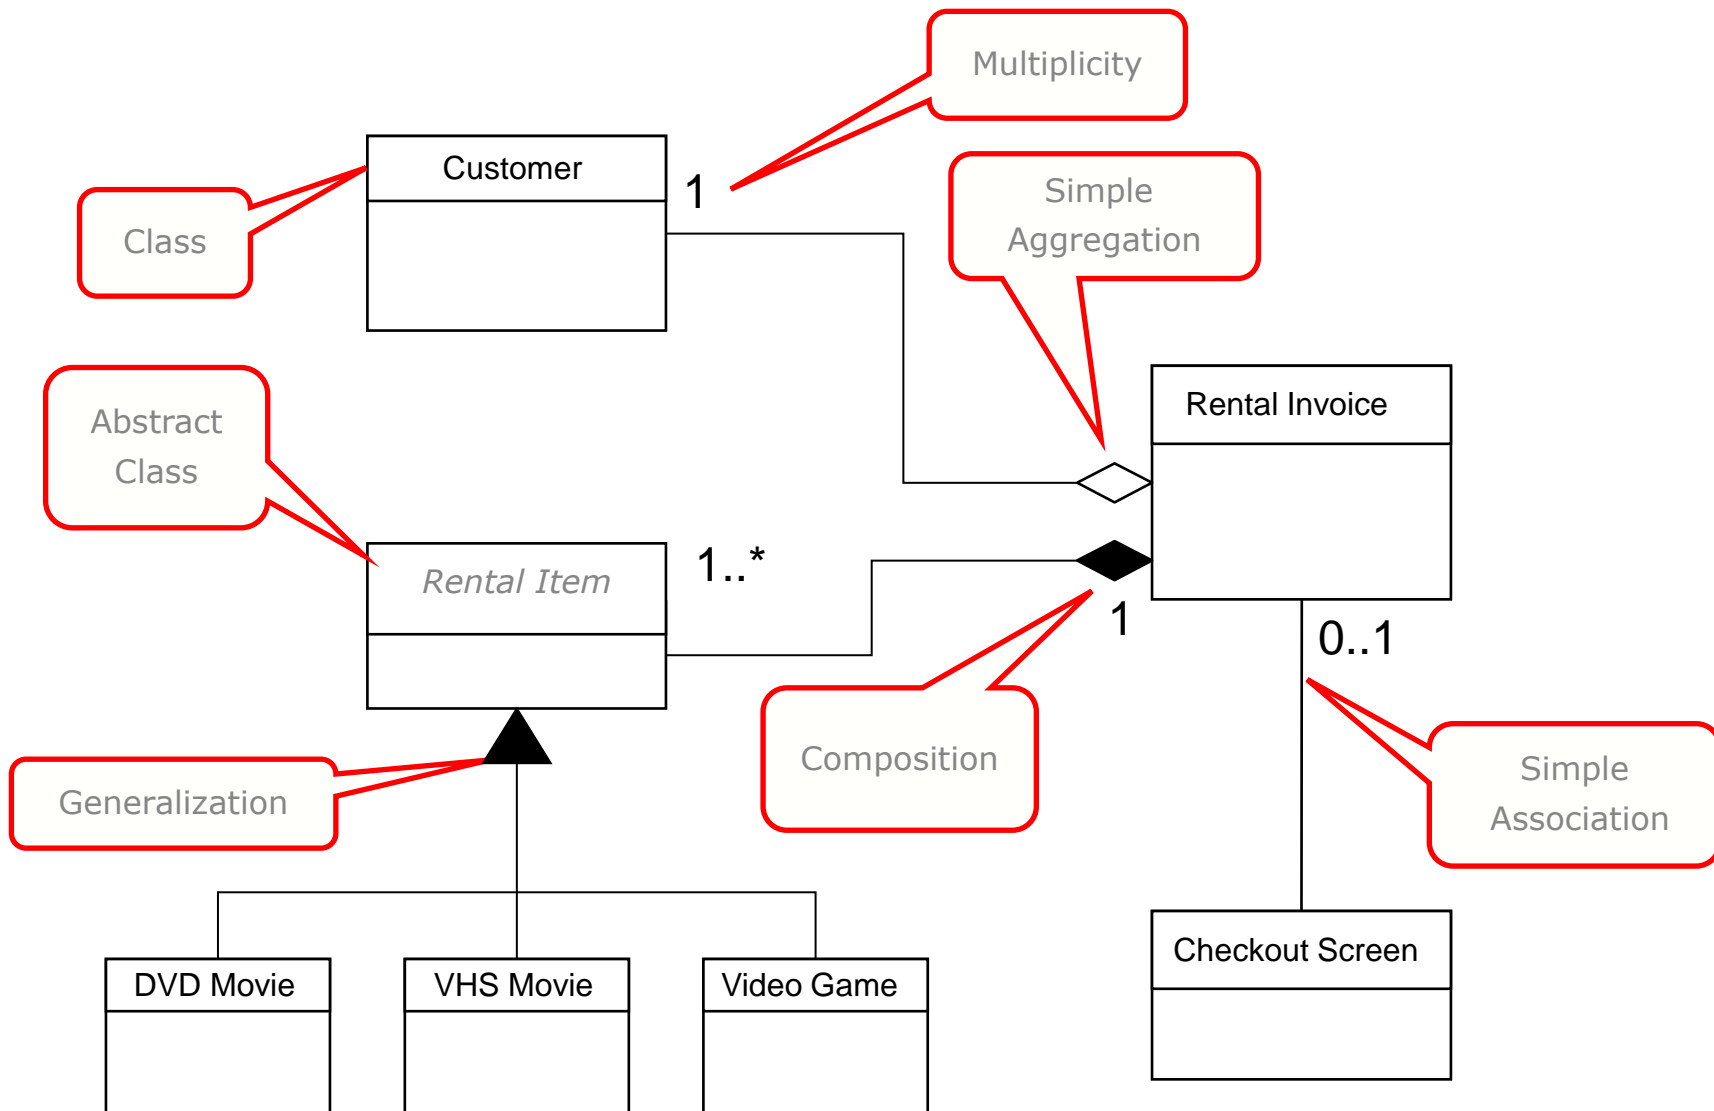 Multiplicity
Customer
1
Class
Simple
Aggregation
Abstract
Class
Rental Invoice
Rental Item
1..*
1
0..1
Generalization
Composition
Simple
Association
DVD Movie
VHS Movie
Video Game
Checkout Screen